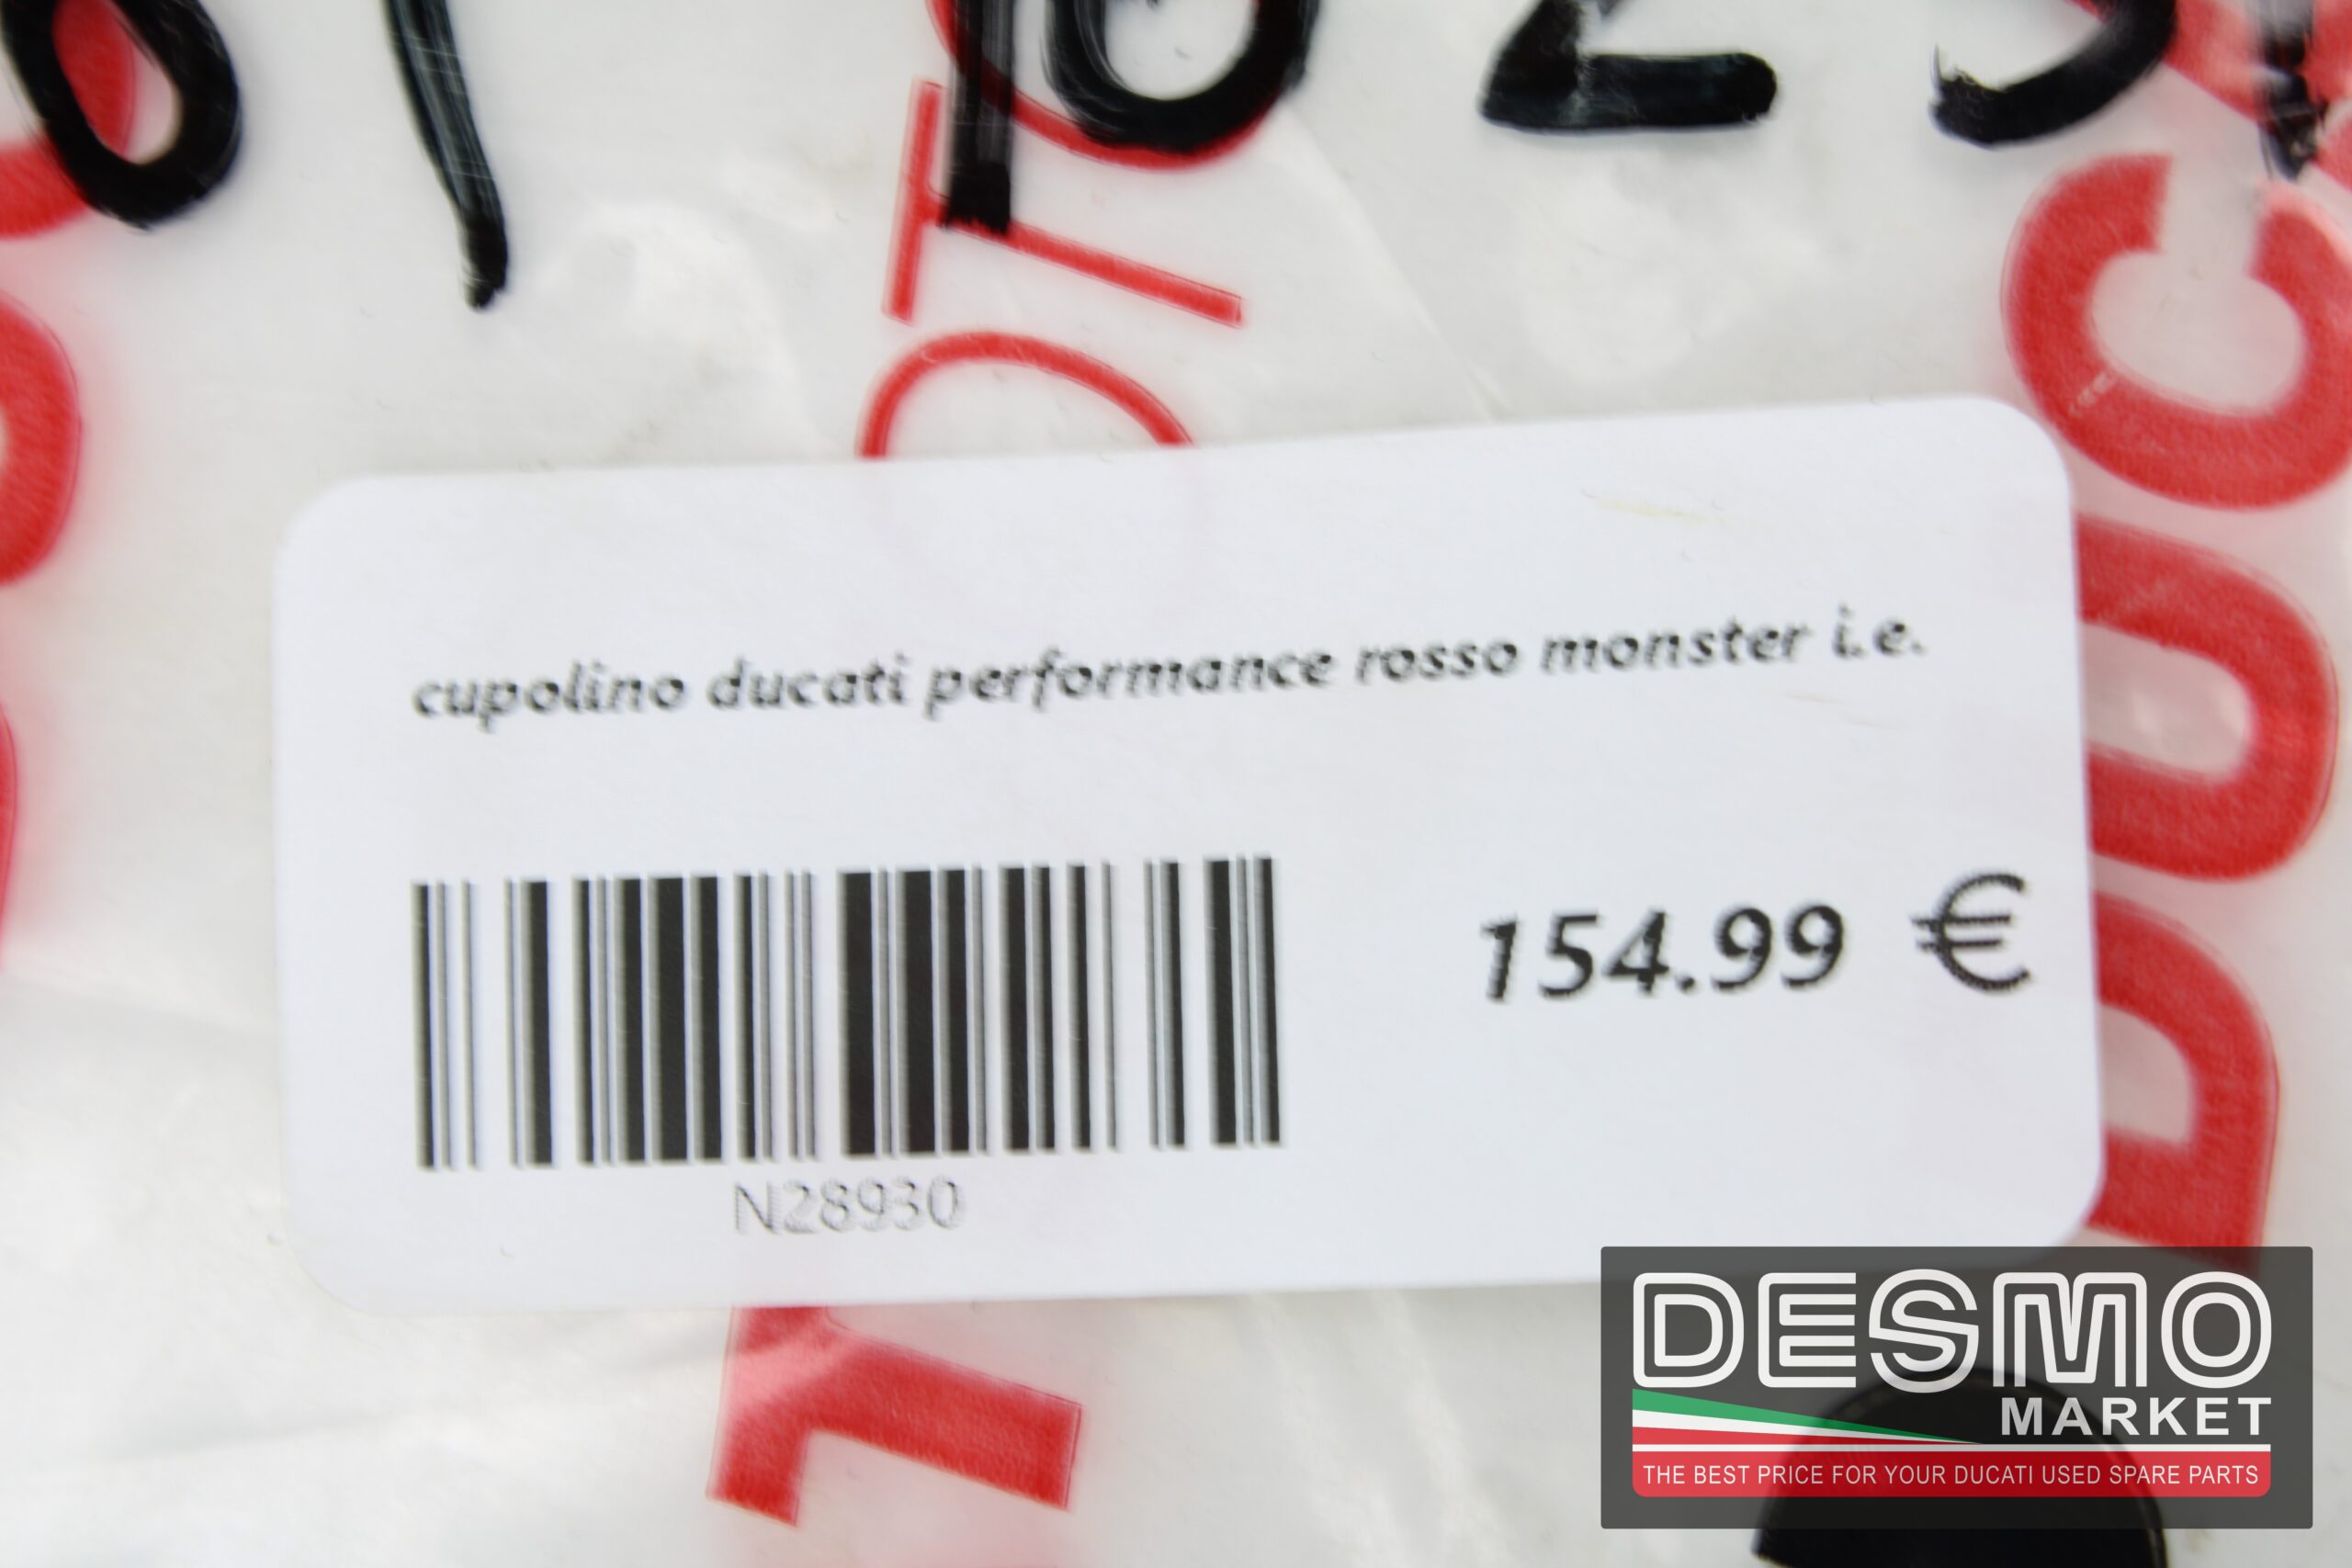 cupolino ducati performance rosso monster i.e.
154.99 €
N28930
DUC
DESMO
MARKET
THE BEST PRICE FOR YOUR DUCATI USED SPARE PARTS